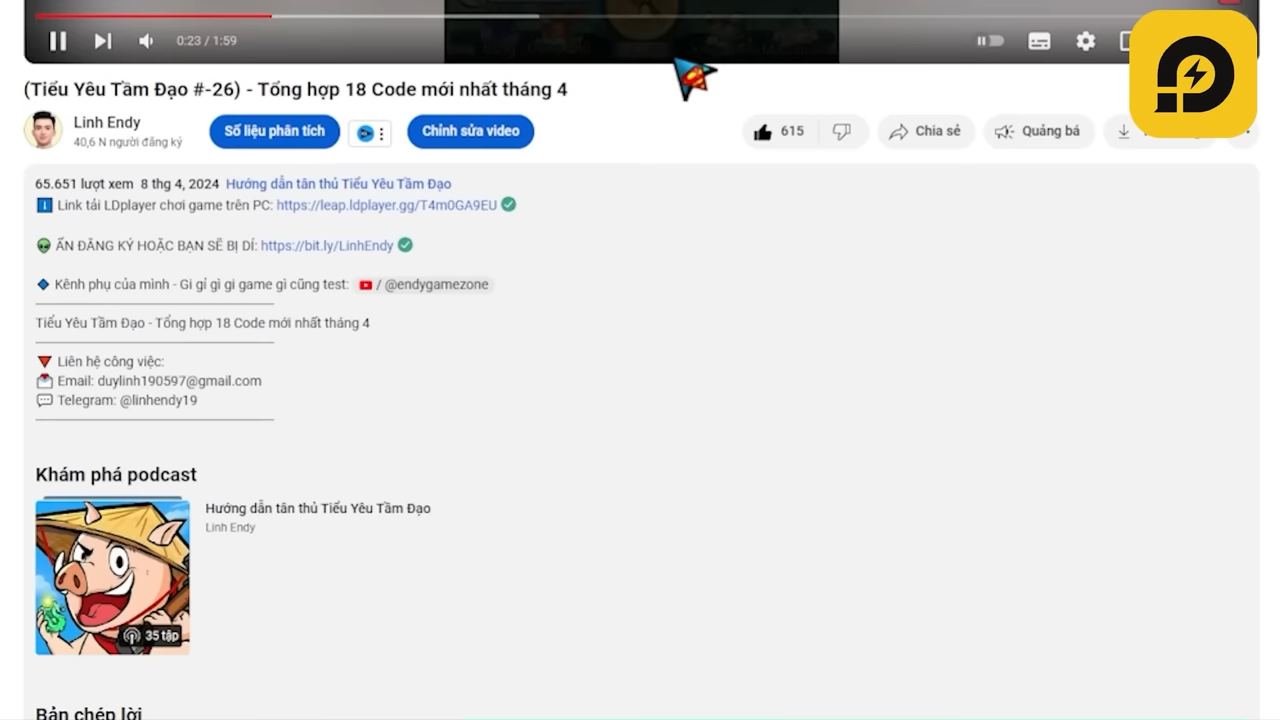 0:23 / 1:59
(Tiểu Yêu Tầm Đạo #-26) - Tổng hợp 18 Code mới nhất tháng 4
Linh Endy
40,6 N người đăng ký
Số liệu phân tích
Chỉnh sửa video
615
Chia sẻ
Quảng bá
65.651 lượt xem 8 thg 4, 2024 Hướng dẫn tân thủ Tiểu Yêu Tầm Đạo
Link tải LDplayer chơi game trên PC: https://leap.ldplayer.gg/T4m0GA9EU
ẤN ĐĂNG KÝ HOẶC BẠN SẼ BỊ DÍ: https://bit.ly/LinhEndy
Kênh phụ của mình - Gi gỉ gì gi game gì cũng test: / @endygamezone
Tiểu Yêu Tầm Đạo - Tổng hợp 18 Code mới nhất tháng 4
Liên hệ công việc:
Email: duylinh190597@gmail.com
Telegram: @linhendy19
Khám phá podcast
Hướng dẫn tân thủ Tiểu Yêu Tầm Đạo
Linh Endy
35 tập
Bản chép lời